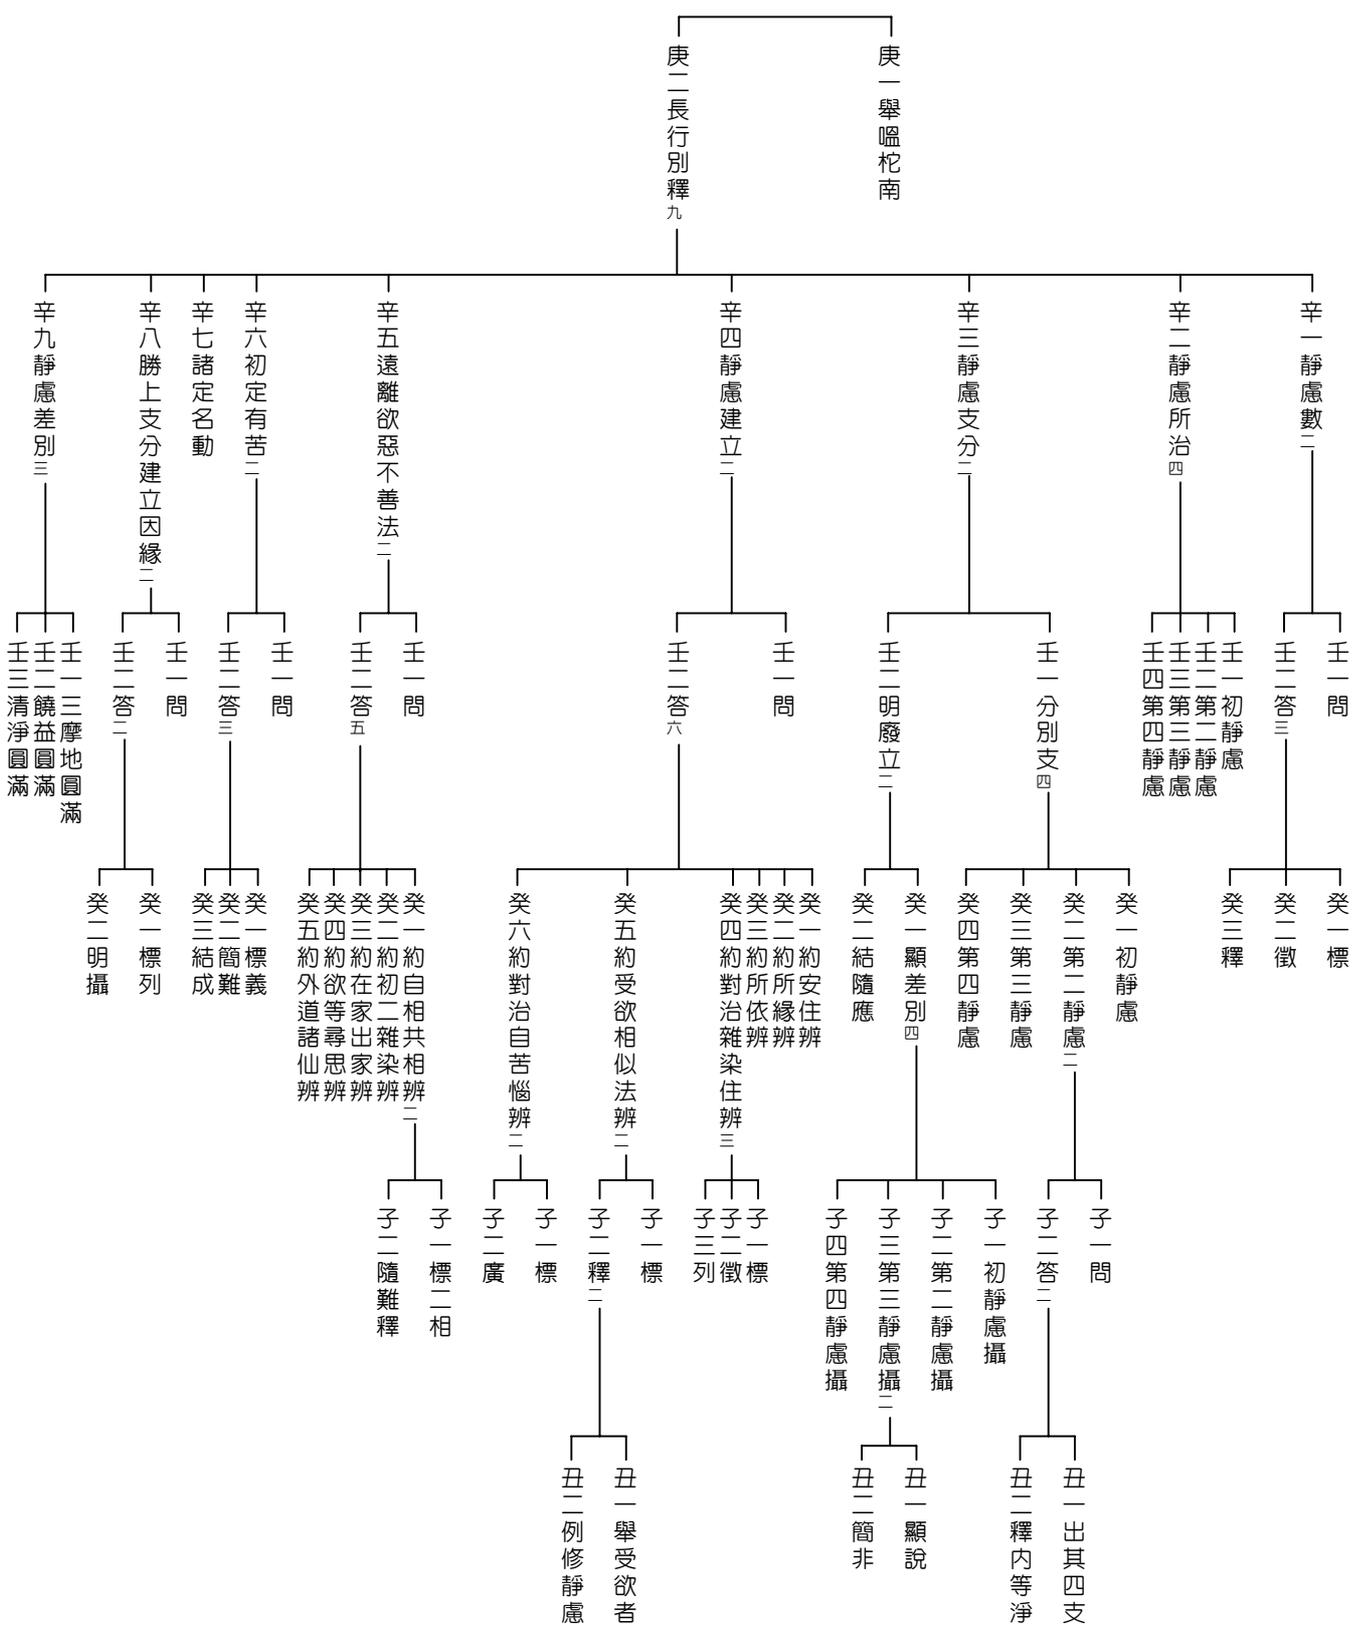 庚一舉嗢柁南
庚二長行別釋九
辛一靜慮數二
辛二靜慮所治四
辛三靜慮支分二
辛四靜慮建立二
辛五遠離欲惡不善法二
辛六初定有苦二
辛七諸定名動
辛八勝上支分建立因緣二
辛九靜慮差別三
壬一問
壬二答三
壬一初靜慮
壬二第二靜慮
壬三第三靜慮
壬四第四靜慮
壬一分別支四
壬二明廢立二
壬一問
壬二答六
壬一問
壬二答五
壬一問
壬二答三
壬一問
壬二答二
壬一三摩地圓滿
壬二饒益圓滿
壬三清淨圓滿
癸一標
癸二徵
癸三釋
癸一初靜慮
癸二第二靜慮二
癸三第三靜慮
癸四第四靜慮
癸一顯差別四
癸二結隨應
癸一約安住辨
癸二約所緣辨
癸三約所依辨
癸四約對治雜染住辨三
癸五約受欲相似法辨二
癸六約對治自苦惱辨二
癸一約自相共相辨二
癸二約初二雜染辨
癸三約在家出家辨
癸四約欲等尋思辨
癸五約外道諸仙辨
癸一標義
癸二簡難
癸三結成
癸一標列
癸二明攝
子一問
子二答二
子一初靜慮攝
子二第二靜慮攝
子三第三靜慮攝二
子四第四靜慮攝
子一標
子二徵
子三列
子一標
子二釋二
子一標
子二廣
子一標二相
子二隨難釋
丑一出其四支
丑二釋内等淨
丑一顯說
丑二簡非
丑一舉受欲者
丑二例修靜慮